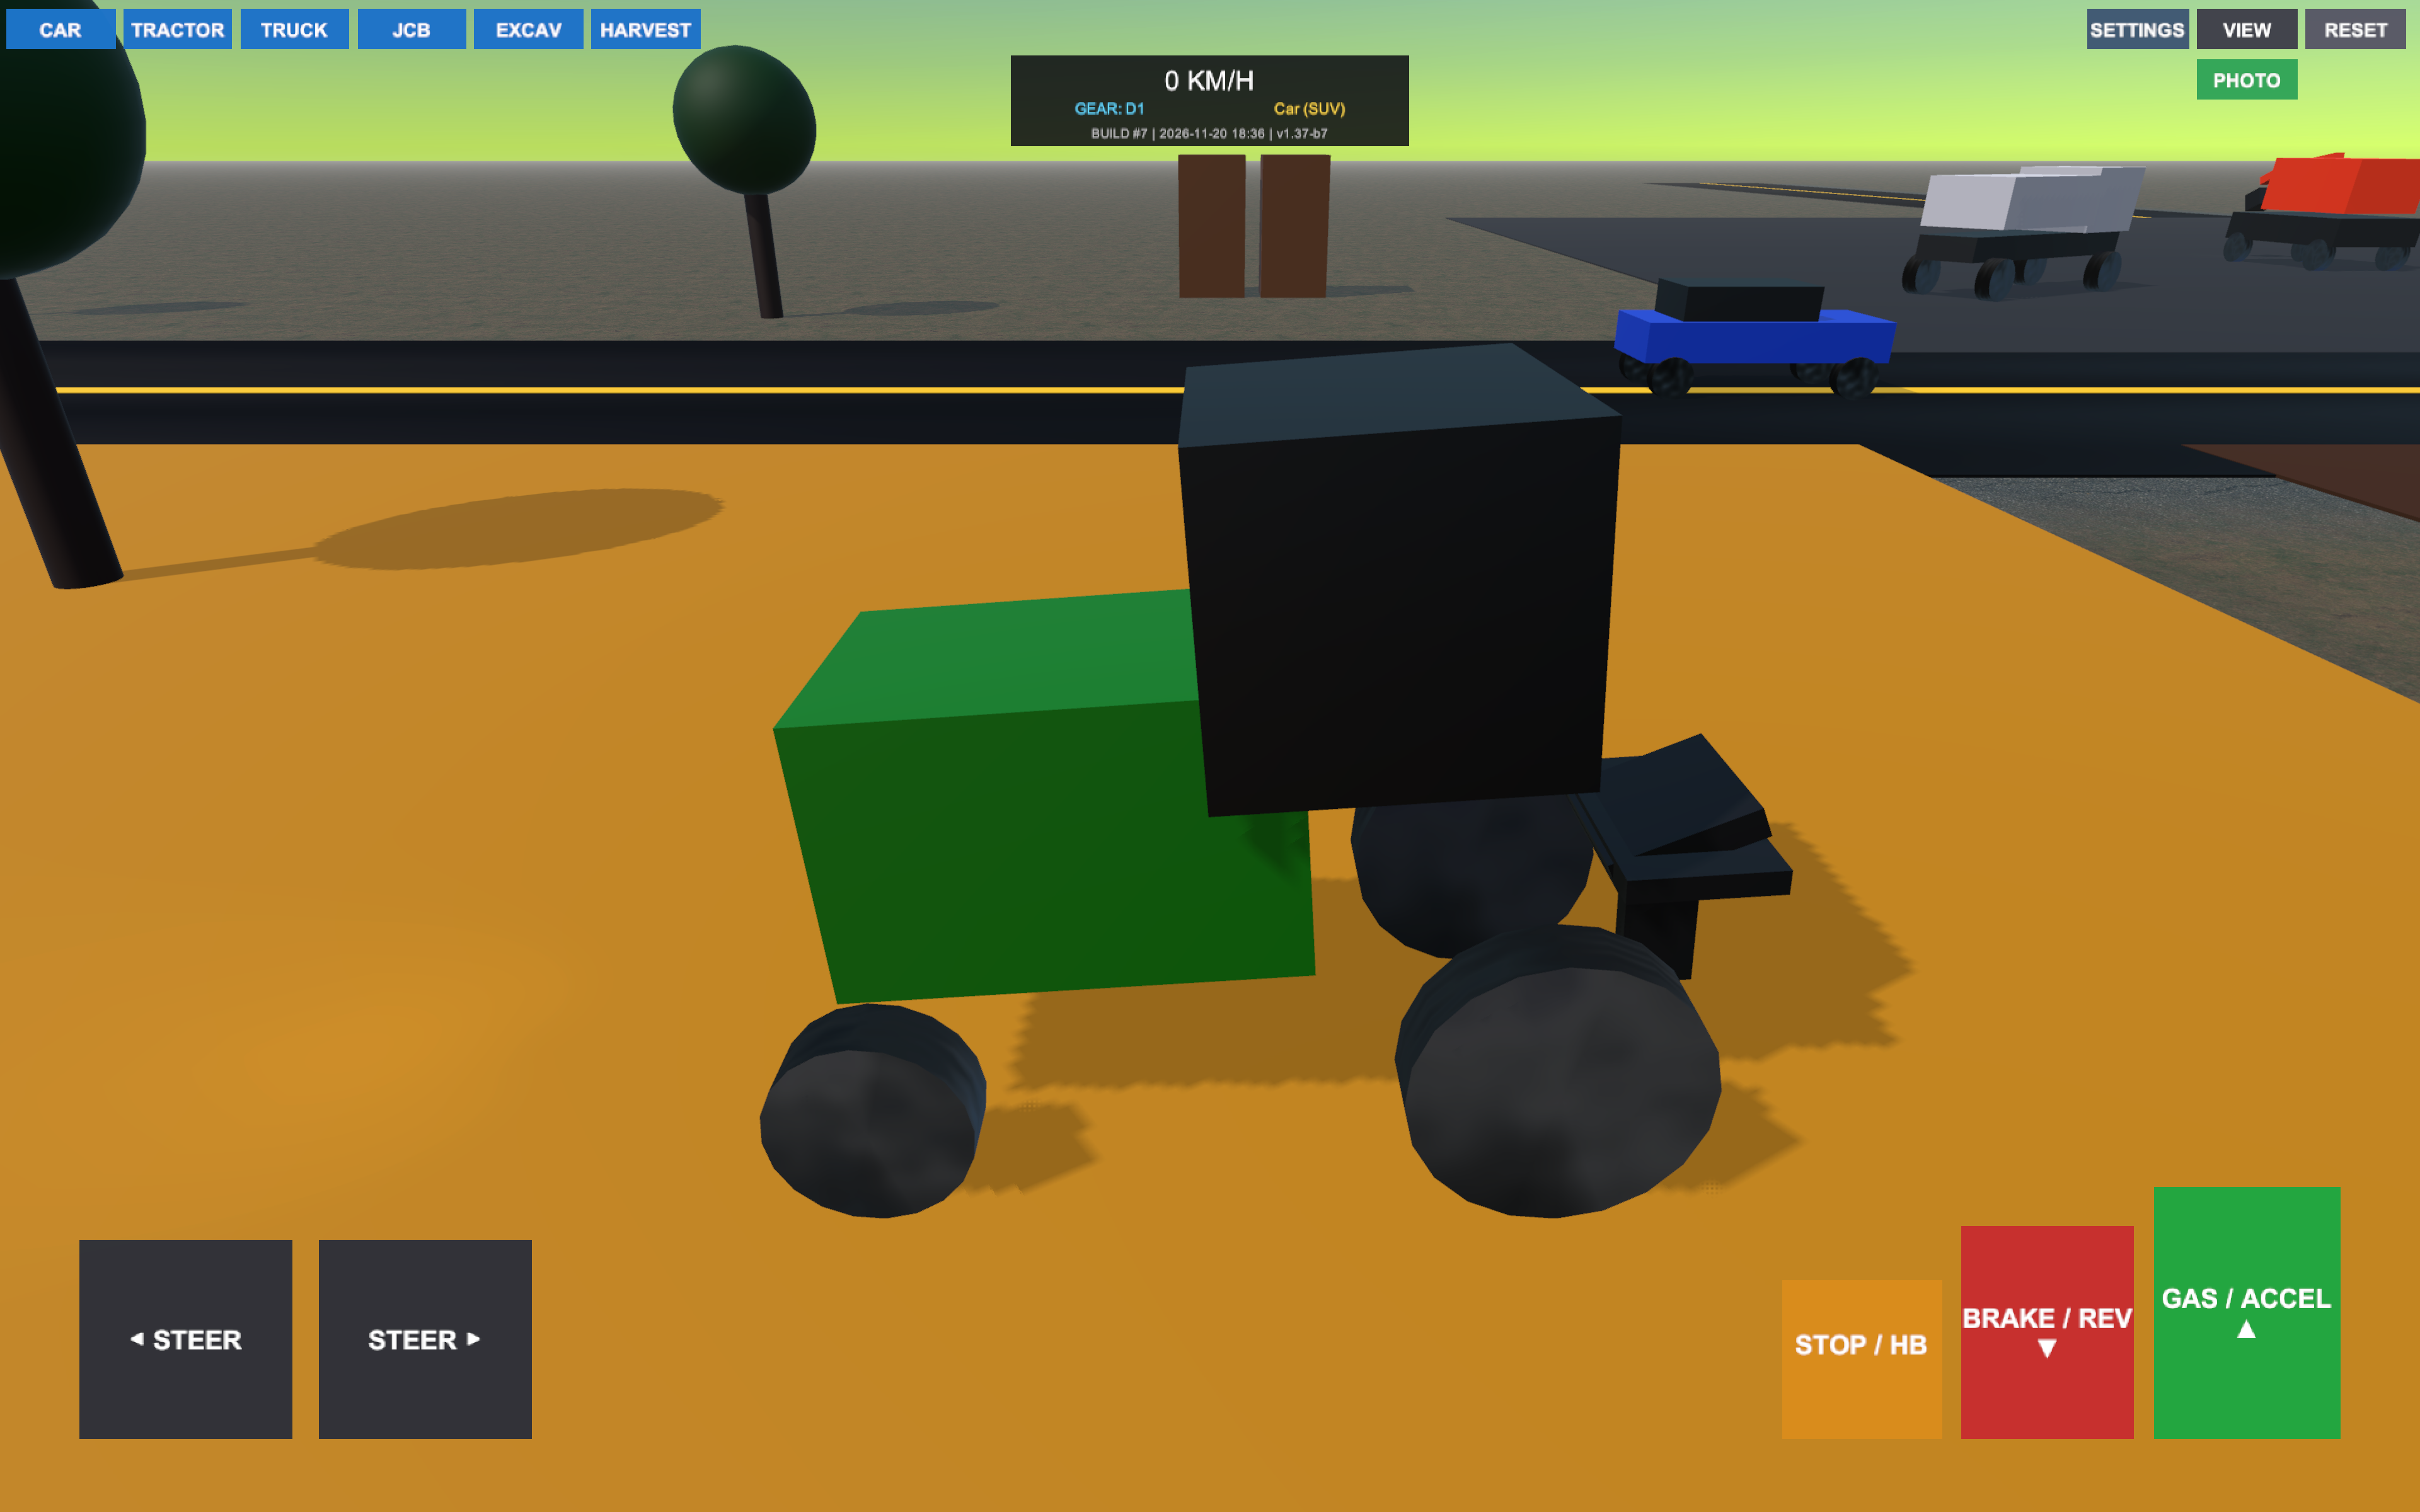 CAR TRACTOR TRUCK JCB EXCAV HARVEST SETTINGS VIEW RESET
PHOTO
0 KM/H
GEAR: D1 Car (SUV)
BUILD #7 | 2026-11-20 18:36 | v1.37-b7
◄ STEER STEER ►
STOP / HB
BRAKE / REV
▼
GAS / ACCEL
▲